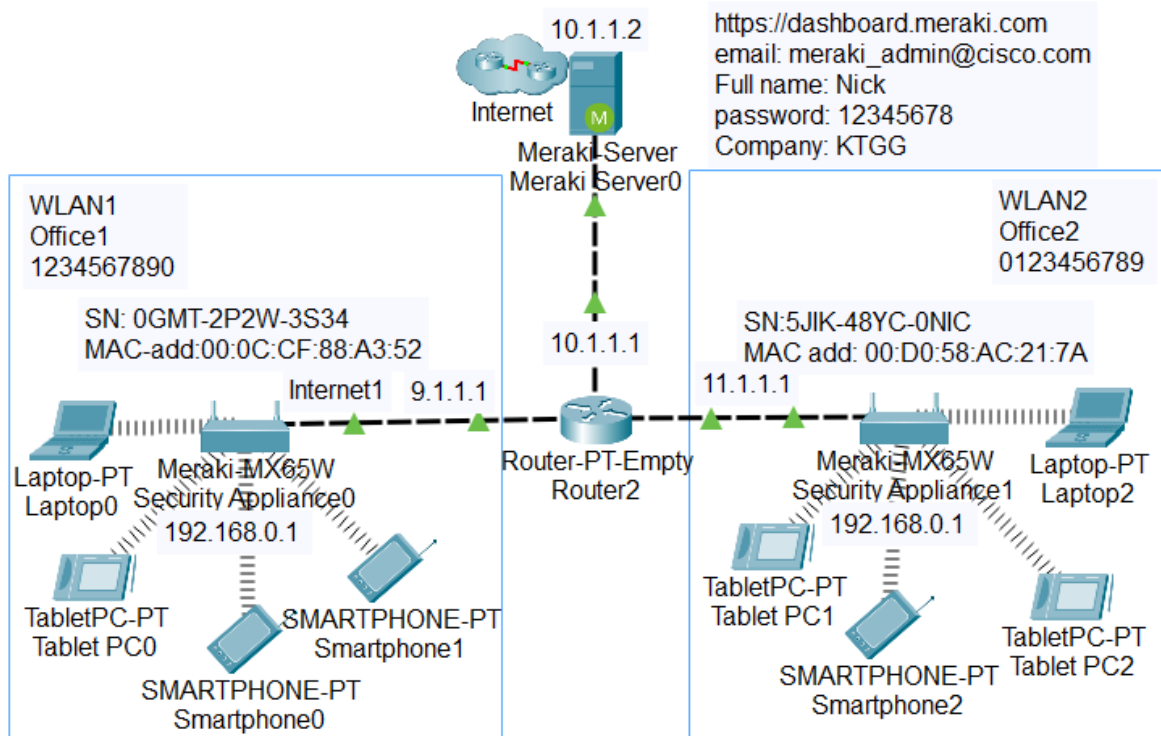 10.1.1.2
Internet
M
Meraki-Server
Meraki Server0
https://dashboard.meraki.com
email: meraki_admin@cisco.com
Full name: Nick
password: 12345678
Company: KTGG
WLAN1
Office1
1234567890
SN: 0GMT-2P2W-3S34
MAC-add:00:0C:CF:88:A3:52
Internet1
9.1.1.1
10.1.1.1
Router-PT-Empty
Router2
WLAN2
Office2
0123456789
SN:5JIK-48YC-0NIC
MAC add: 00:D0:58:AC:21:7A
11.1.1.1
Laptop-PT
Laptop0
Meraki-MX65W
Security Appliance0
192.168.0.1
TabletPC-PT
Tablet PC0
SMARTPHONE-PT
Smartphone0
SMARTPHONE-PT
Smartphone1
Meraki-MX65W
Security Appliance1
192.168.0.1
Laptop-PT
Laptop2
TabletPC-PT
Tablet PC1
SMARTPHONE-PT
Smartphone2
TabletPC-PT
Tablet PC2